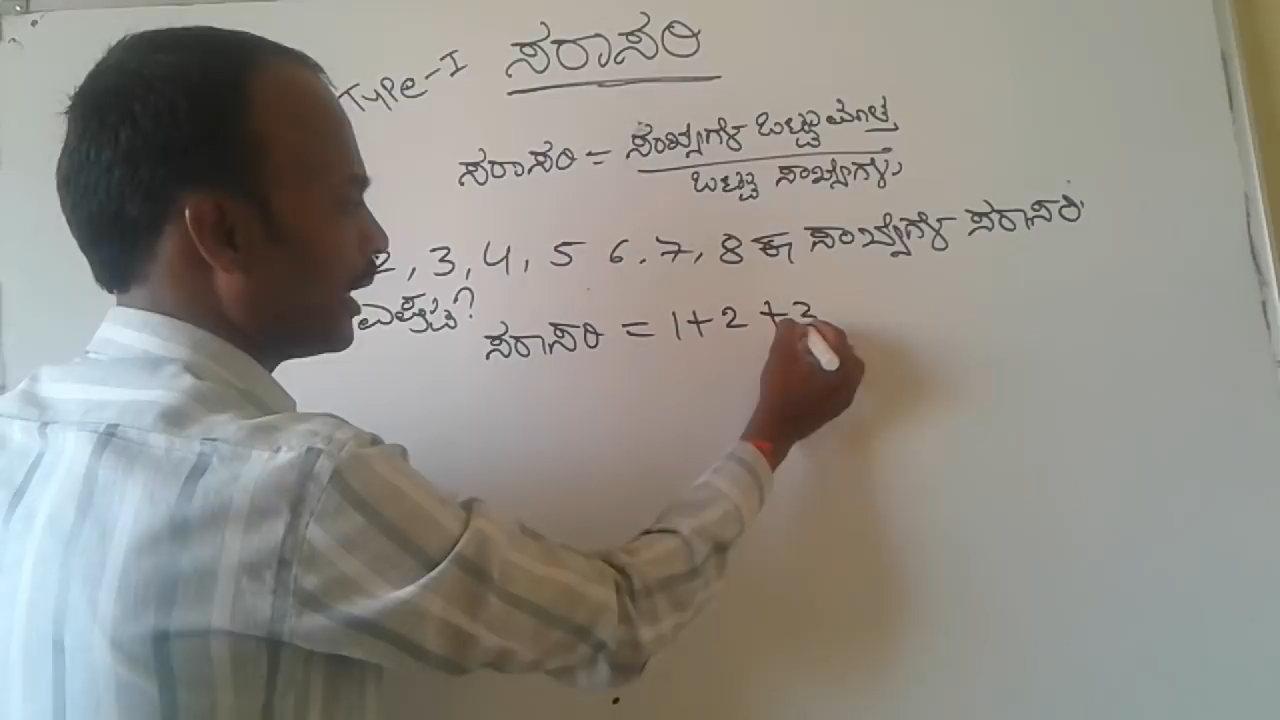 Type-I ಸರಾಸರಿ
ಸರಾಸರಿ = ಸಂಖ್ಯೆಗಳ ಒಟ್ಟು ಮೊತ್ತ
ಒಟ್ಟು ಸಂಖ್ಯೆಗಳು
2, 3, 4, 5 6. 7, 8 ಈ ಸಂಖ್ಯೆಗಳ ಸರಾಸರಿ
ಎಷ್ಟು?
ಸರಾಸರಿ = 1+2+3